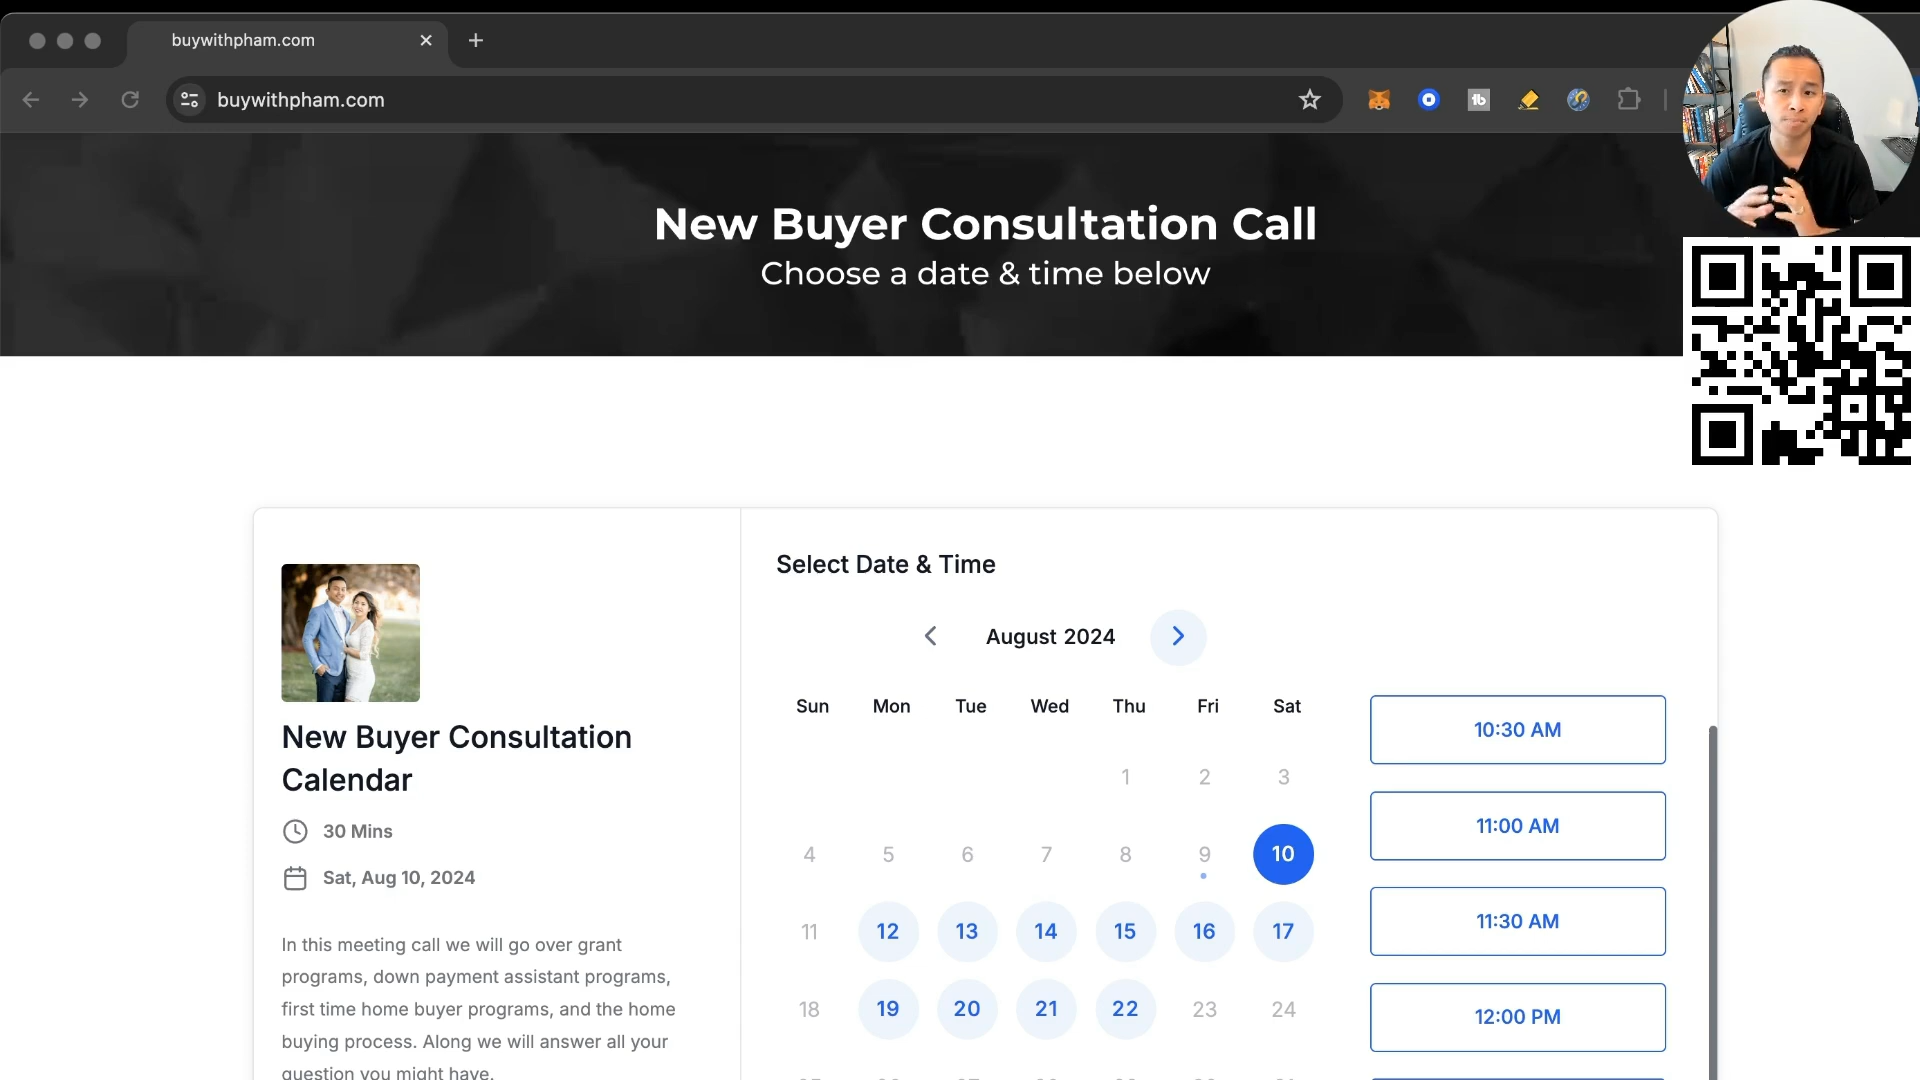 buywithpham.com
buywithpham.com
New Buyer Consultation Call
Choose a date & time below
New Buyer Consultation
Calendar
30 Mins
Sat, Aug 10, 2024
In this meeting call we will go over grant
programs, down payment assistant programs,
first time home buyer programs, and the home
buying process. Along we will answer all your
question you might have.
Select Date & Time
August 2024
Sun Mon Tue Wed Thu Fri Sat
1 2 3
4 5 6 7 8 9 10
11 12 13 14 15 16 17
18 19 20 21 22 23 24
10:30 AM
11:00 AM
11:30 AM
12:00 PM